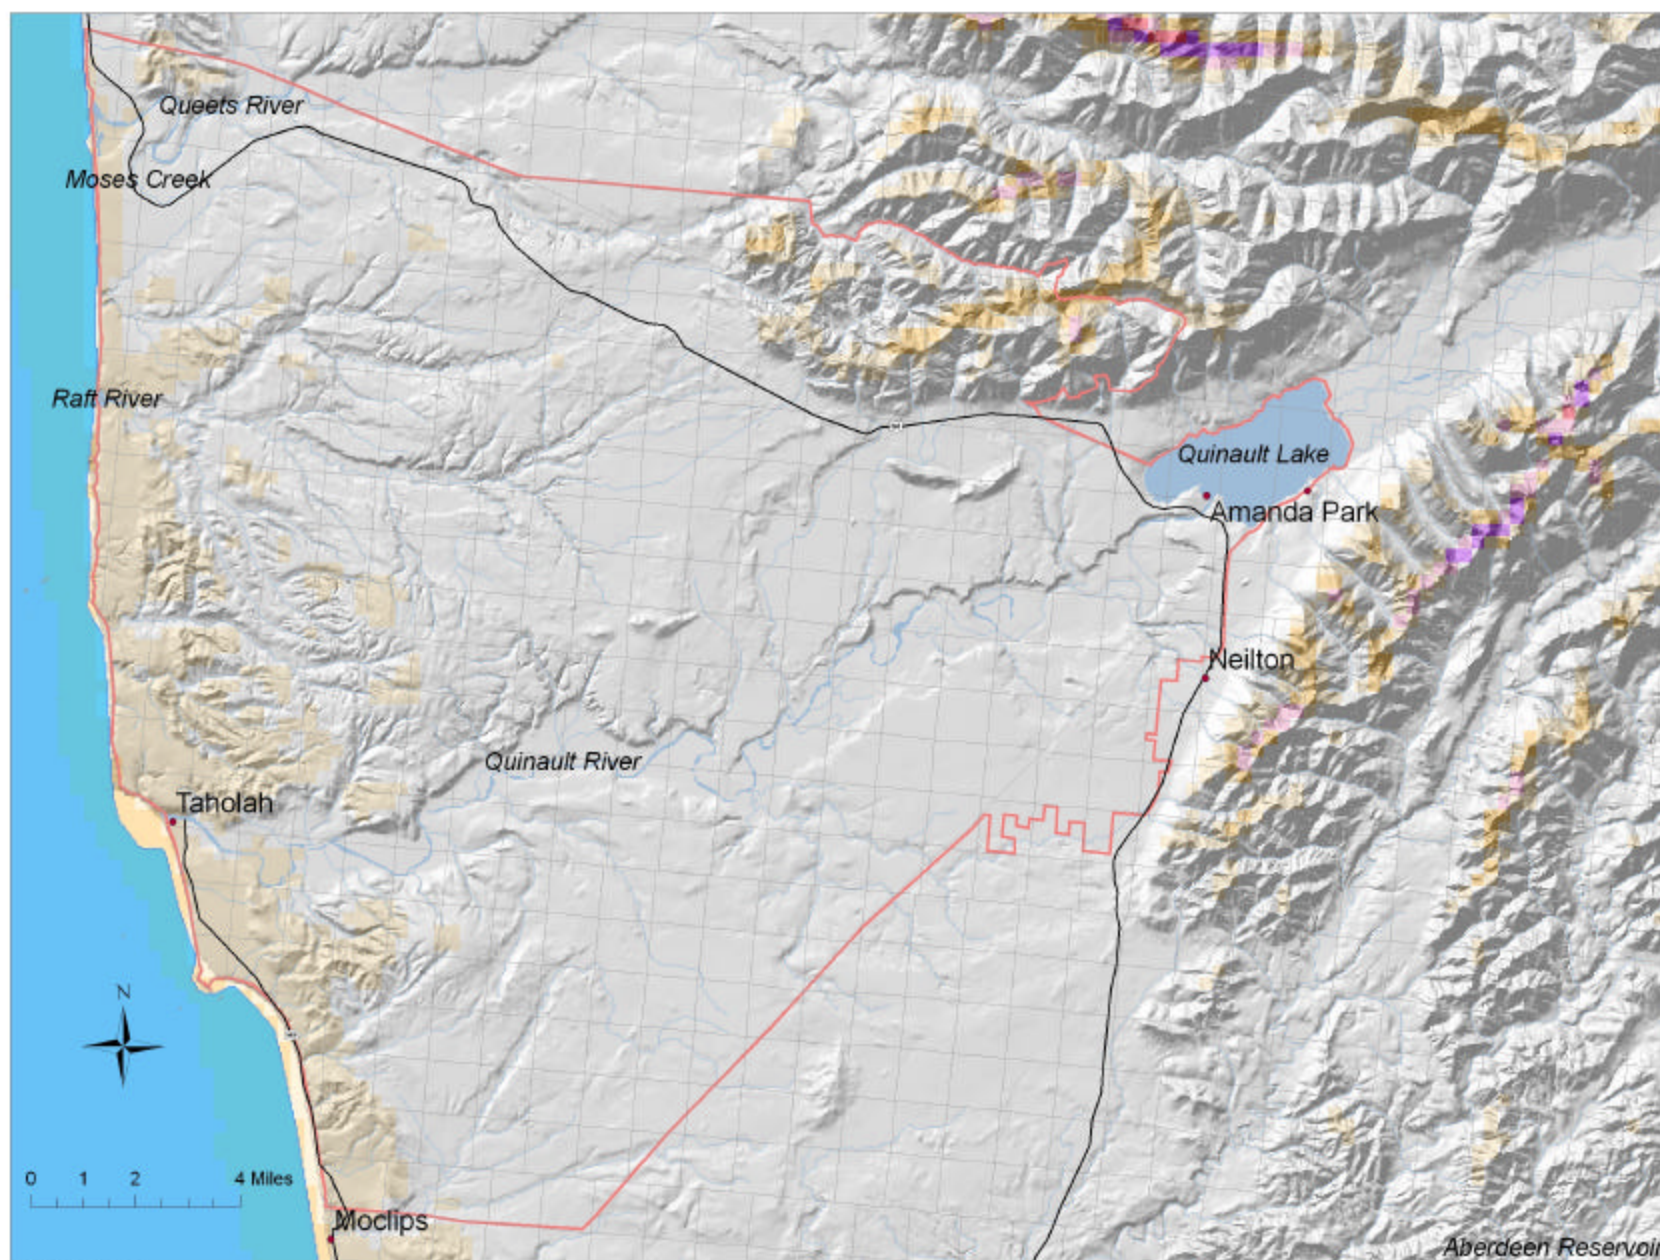 Queets River
Moses Creek
Raft River
Quinault Lake
Amanda Park
Neilton
Quinault River
Taholah
N
0 1 2 4 Miles
Moclips
Aberdeen Reservoir